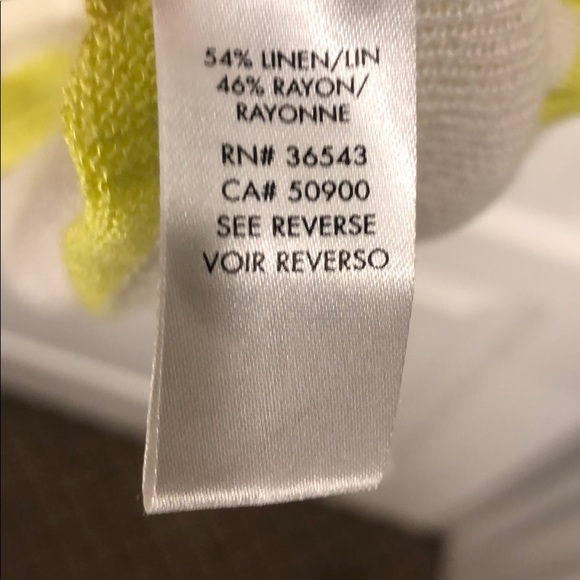 54% LINEN/LIN
46% RAYON/
RAYONNE
RN# 36543
CA# 50900
SEE REVERSE
VOIR REVERSO